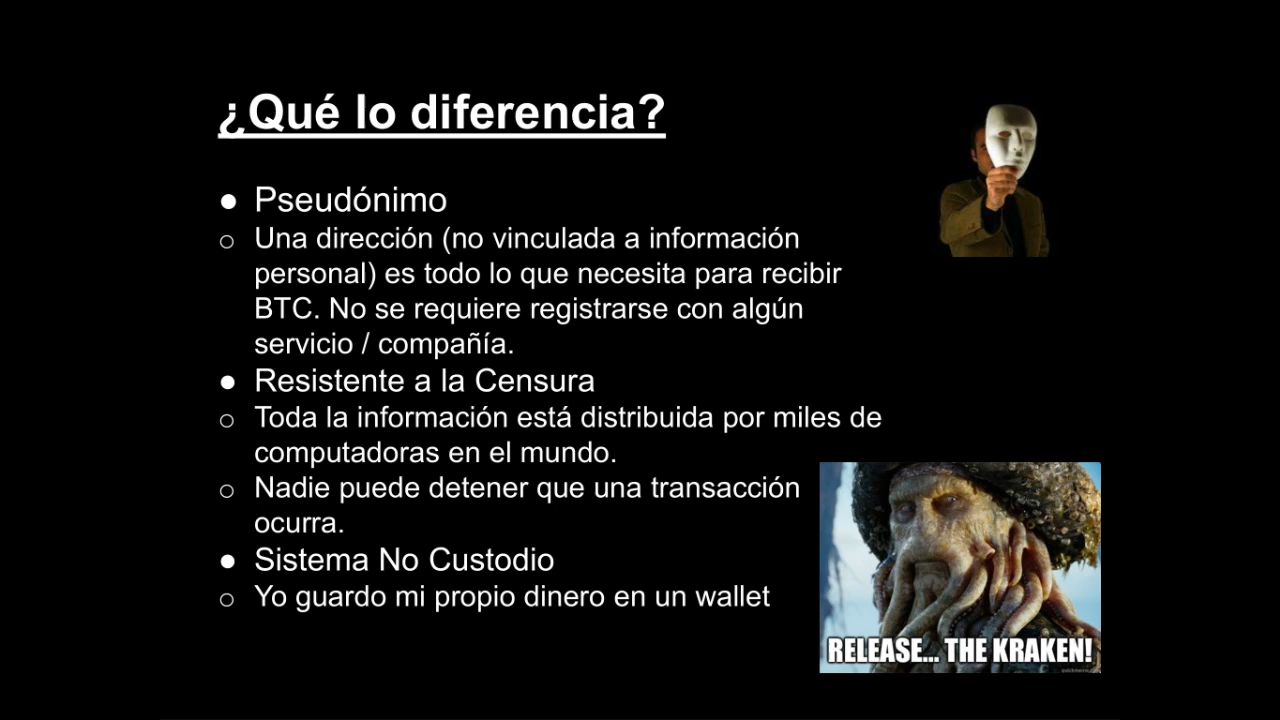 ¿Qué lo diferencia?
● Pseudónimo
○ Una dirección (no vinculada a información
personal) es todo lo que necesita para recibir
BTC. No se requiere registrarse con algún
servicio / compañía.
● Resistente a la Censura
○ Toda la información está distribuida por miles de
computadoras en el mundo.
○ Nadie puede detener que una transacción
ocurra.
● Sistema No Custodio
○ Yo guardo mi propio dinero en un wallet
RELEASE... THE KRAKEN!